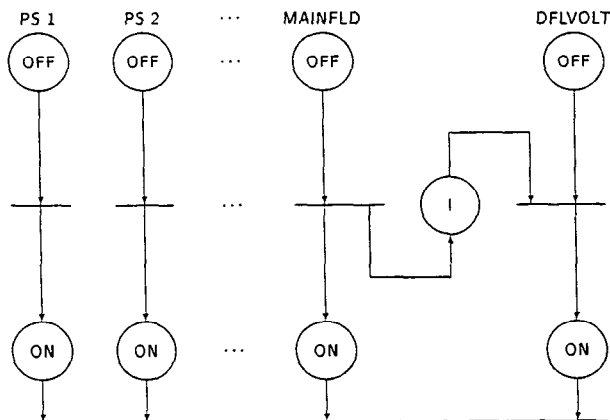 PS 1 PS 2 ... MAINFLD DFLVOLT
OFF OFF ... OFF OFF
... I
ON ON ... ON ON